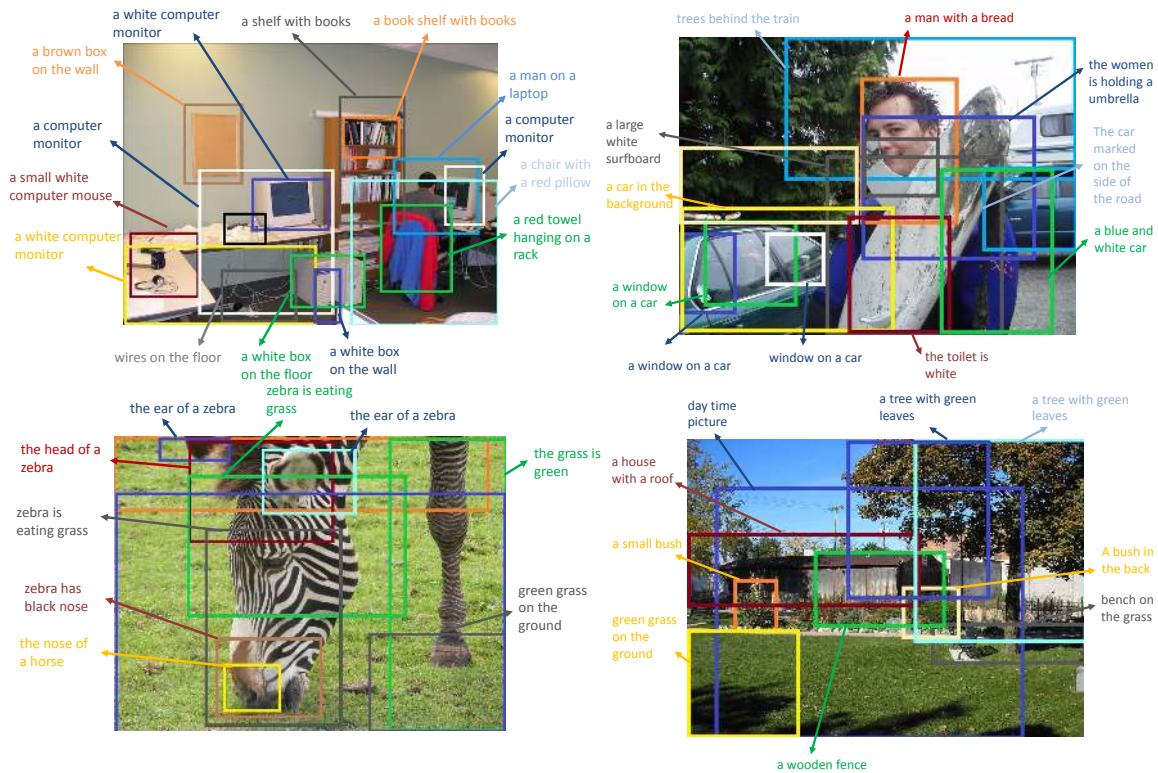 a white computer
monitor
a shelf with books
a book shelf with books
a brown box
on the wall
a man on a
laptop
a computer
monitor
a computer
monitor
a chair with
a red pillow
a small white
computer mouse
a red towel
hanging on a
rack
a white computer
monitor
wires on the floor
a white box
on the floor
a white box
on the wall
trees behind the train
a man with a bread
the women
is holding a
umbrella
a large
white
surfboard
The car
marked
on the
side of
the road
a car in the
background
a blue and
white car
a window
on a car
a window on a car
window on a car
the toilet is
white
zebra is eating
grass
the ear of a zebra
the ear of a zebra
the head of a
zebra
the grass is
green
zebra is
eating grass
zebra has
black nose
green grass
on the
ground
the nose of
a horse
day time
picture
a tree with green
leaves
a tree with green
leaves
a house
with a roof
a small bush
A bush in
the back
bench on
the grass
green grass
on the
ground
a wooden fence